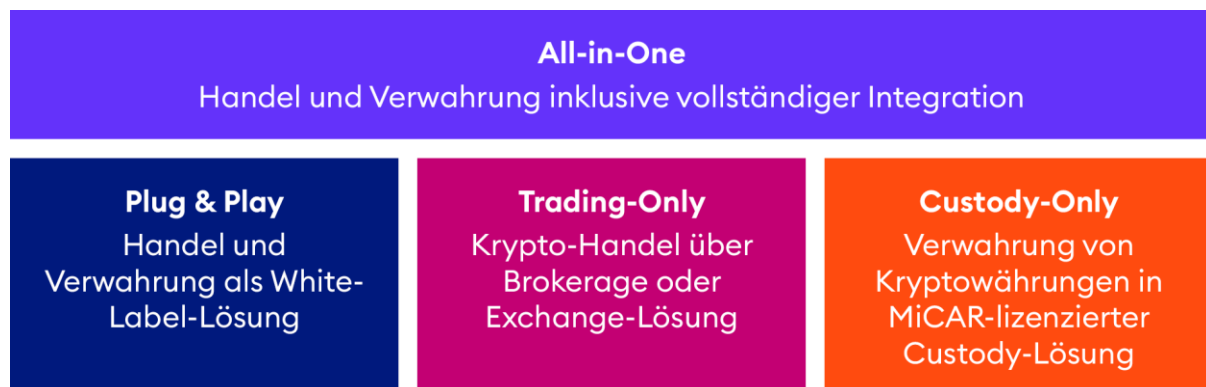 All-in-One
Handel und Verwahrung inklusive vollständiger Integration
Plug & Play
Handel und
Verwahrung als White-
Label-Lösung
Trading-Only
Krypto-Handel über
Brokerage oder
Exchange-Lösung
Custody-Only
Verwahrung von
Kryptowährungen in
MiCAR-lizenzierter
Custody-Lösung